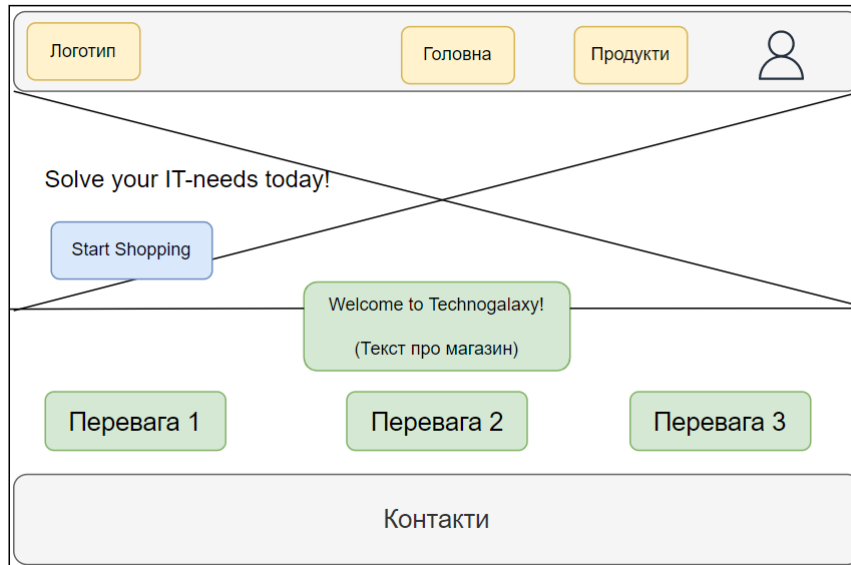 Логотип
Головна
Продукти
Solve your IT-needs today!
Start Shopping
Welcome to Technogalaxy!
(Текст про магазин)
Перевага 1
Перевага 2
Перевага 3
Контакти